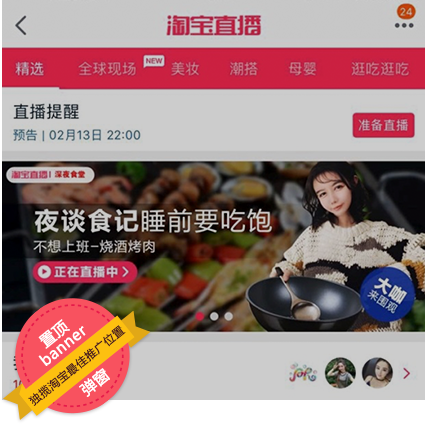 24
淘宝直播
精选 全球现场 NEW 美妆 潮搭 母婴 逛吃逛吃
直播提醒
预告 | 02月13日 22:00
准备直播
淘宝直播 | 深夜食堂
夜谈食记睡前要吃饱
不想上班-烧酒烤肉
正在直播中
大咖
来围观
置顶
banner
独揽淘宝最佳推广位置
弹窗